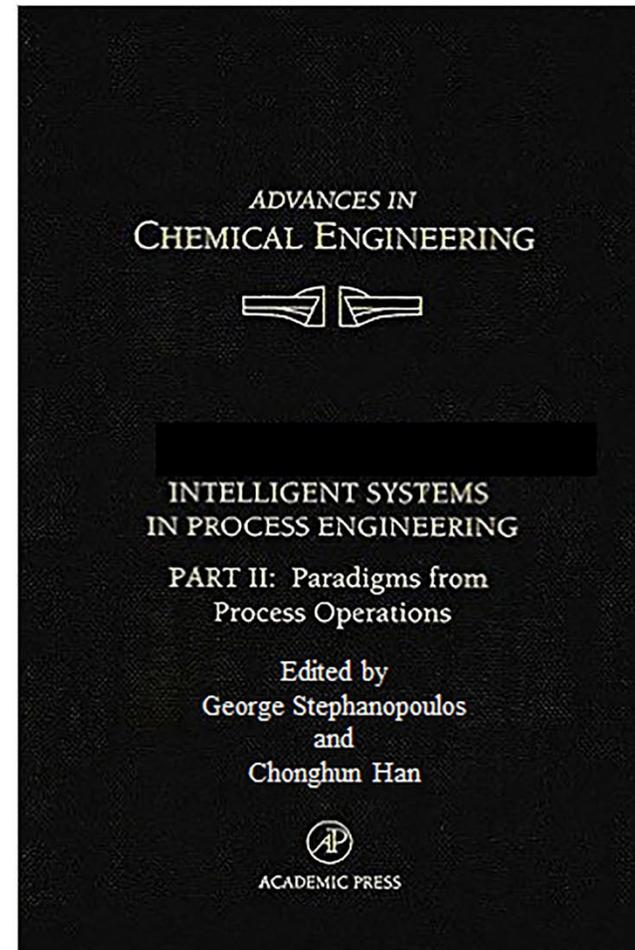 ADVANCES IN
CHEMICAL ENGINEERING
INTELLIGENT SYSTEMS
IN PROCESS ENGINEERING
PART II: Paradigms from
Process Operations
Edited by
George Stephanopoulos
and
Chonghun Han
AP
ACADEMIC PRESS